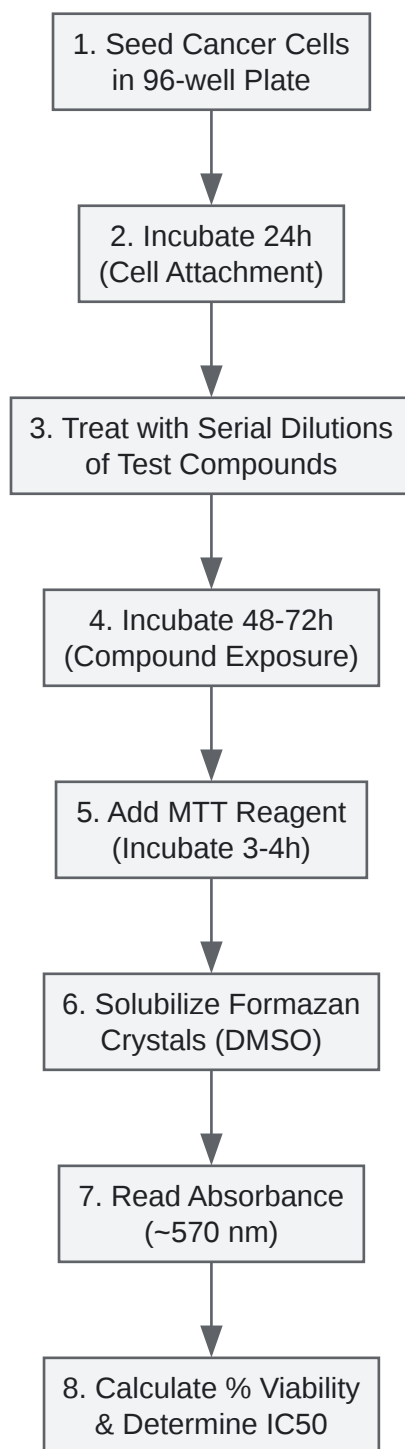 1. Seed Cancer Cells
in 96-well Plate
2. Incubate 24h
(Cell Attachment)
3. Treat with Serial Dilutions
of Test Compounds
4. Incubate 48-72h
(Compound Exposure)
5. Add MTT Reagent
(Incubate 3-4h)
6. Solubilize Formazan
Crystals (DMSO)
7. Read Absorbance
(~570 nm)
8. Calculate % Viability
& Determine IC50